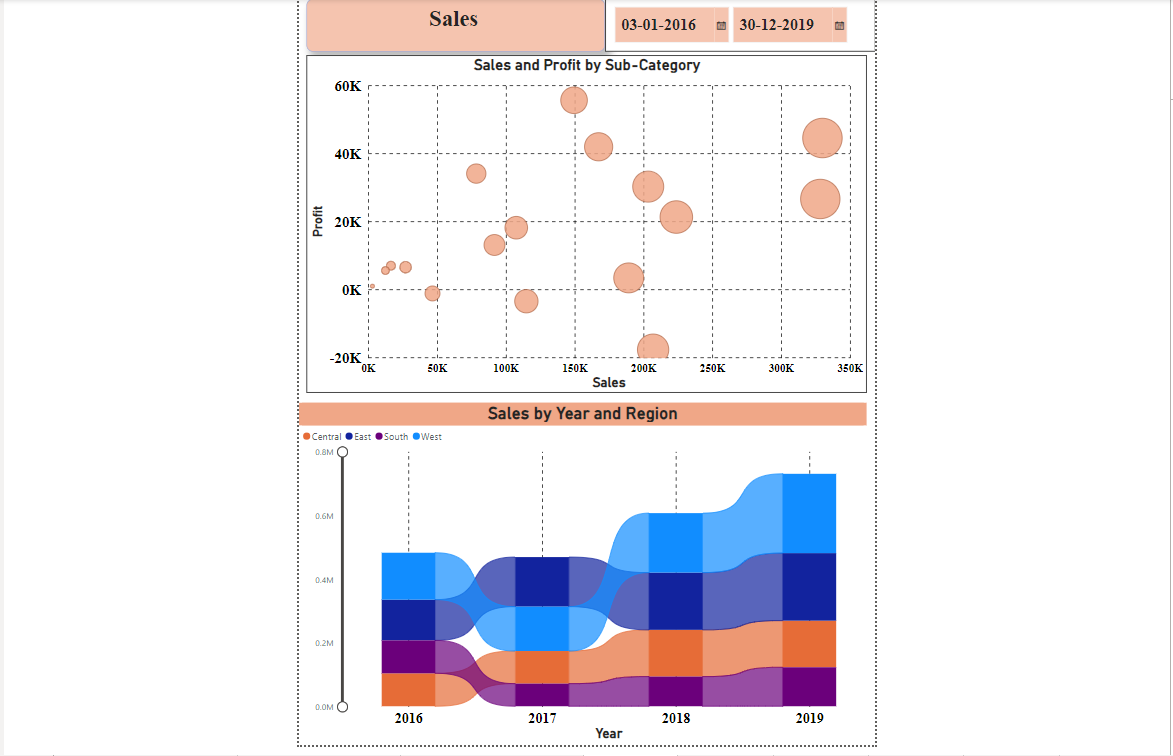 Sales
03-01-2016 30-12-2019
Sales and Profit by Sub-Category
60K
40K
20K
0K
-20K
Profit
0K 50K 100K 150K 200K 250K 300K 350K
Sales
Sales by Year and Region
Central East South West
0.8M
0.6M
0.4M
0.2M
0.0M
2016 2017 2018 2019
Year